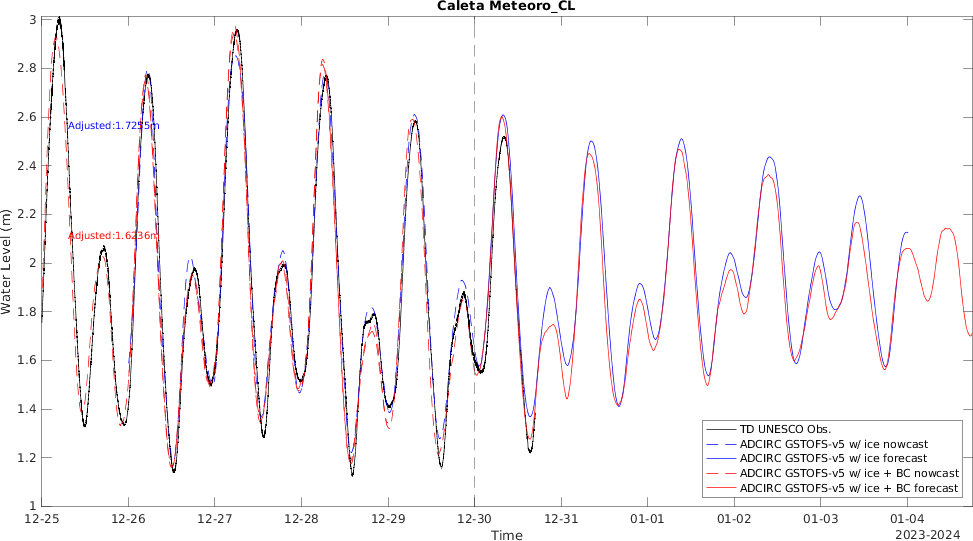 Caleta Meteoro_CL
3
2.8
2.6
2.4
2.2
2
1.8
1.6
1.4
1.2
1
Water Level (m)
Adjusted:1.7255m
Adjusted:1.6236m
TD UNESCO Obs.
ADCIRC GSTOFS-v5 w/ ice nowcast
ADCIRC GSTOFS-v5 w/ ice forecast
ADCIRC GSTOFS-v5 w/ ice + BC nowcast
ADCIRC GSTOFS-v5 w/ ice + BC forecast
12-25 12-26 12-27 12-28 12-29 12-30 12-31 01-01 01-02 01-03 01-04
Time
2023-2024